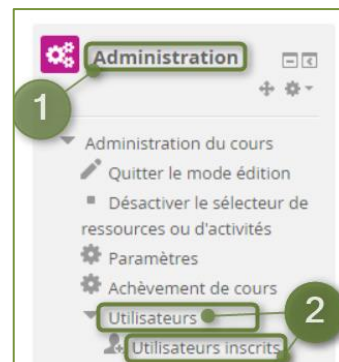 Administration
1
Administration du cours
Quitter le mode édition
Désactiver le sélecteur de
ressources ou d'activités
Paramètres
Achèvement de cours
Utilisateurs
2
Utilisateurs inscrits